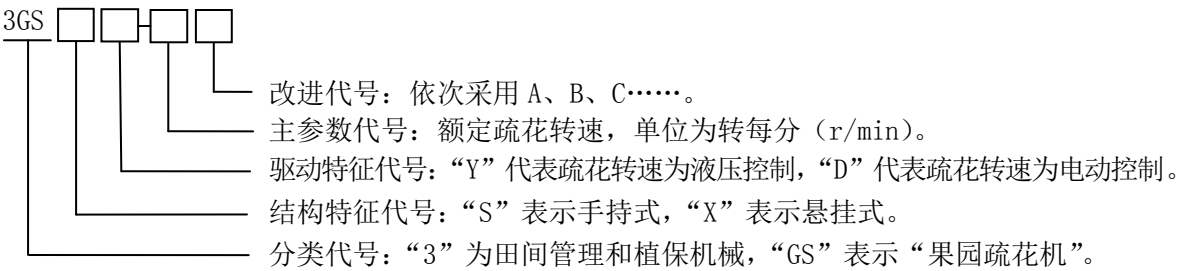 3GS □□-□□
改进代号：依次采用 A、B、C……。
主参数代号：额定疏花转速，单位为转每分（r/min）。
驱动特征代号：“Y”代表疏花转速为液压控制，“D”代表疏花转速为电动控制。
结构特征代号：“S”表示手持式，“X”表示悬挂式。
分类代号：“3”为田间管理和植保机械，“GS”表示“果园疏花机”。